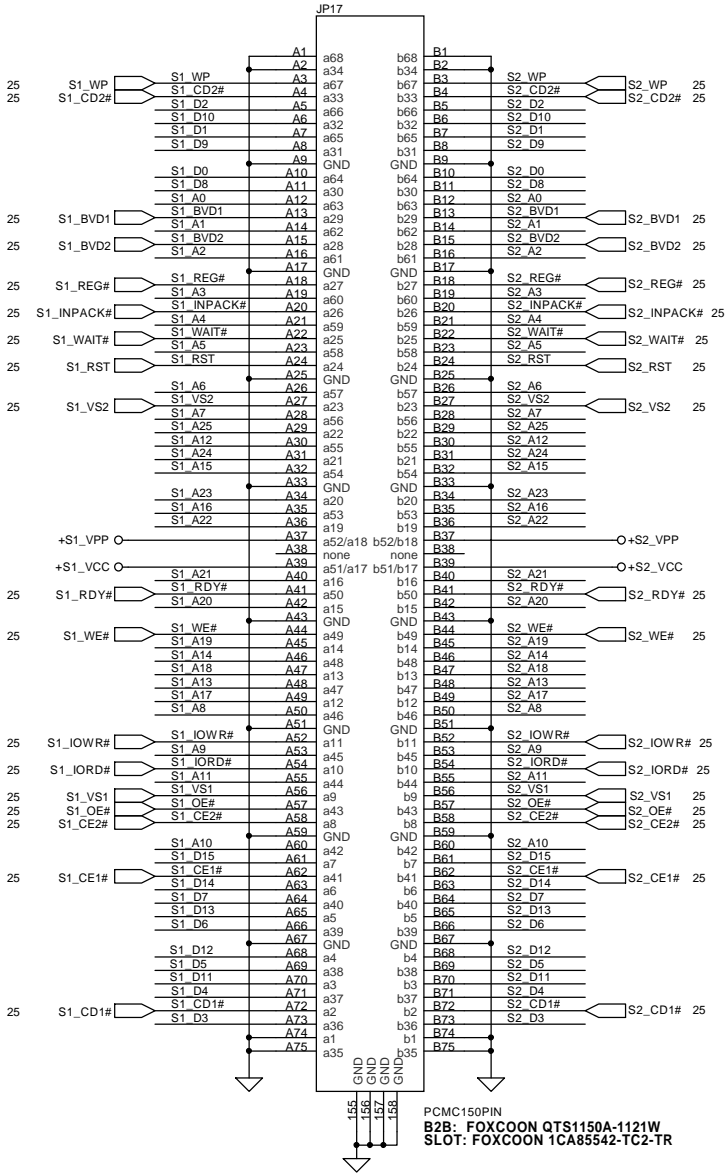 JP17
A1 a68 b68 B1
A2 a34 b34 B2
25 S1_WP S1_WP A3 a67 b67 B3 S2_WP S2_WP 25
25 S1_CD2# S1_CD2# A4 a33 b33 B4 S2_CD2# S2_CD2# 25
S1_D2 A5 a66 b66 B5 S2_D2
S1_D10 A6 a32 b32 B6 S2_D10
S1_D1 A7 a65 b65 B7 S2_D1
S1_D9 A8 a31 b31 B8 S2_D9
A9 GND GND B9
S1_D0 A10 a64 b64 B10 S2_D0
S1_D8 A11 a30 b30 B11 S2_D8
S1_A0 A12 a63 b63 B12 S2_A0
25 S1_BVD1 S1_BVD1 A13 a29 b29 B13 S2_BVD1 S2_BVD1 25
S1_A1 A14 a62 b62 B14 S2_A1
25 S1_BVD2 S1_BVD2 A15 a28 b28 B15 S2_BVD2 S2_BVD2 25
S1_A2 A16 a61 b61 B16 S2_A2
A17 GND GND B17
25 S1_REG# S1_REG# A18 a27 b27 B18 S2_REG# S2_REG# 25
S1_A3 A19 a60 b60 B19 S2_A3
25 S1_INPACK# S1_INPACK# A20 a26 b26 B20 S2_INPACK# S2_INPACK# 25
S1_A4 A21 a59 b59 B21 S2_A4
25 S1_WAIT# S1_WAIT# A22 a25 b25 B22 S2_WAIT# S2_WAIT# 25
S1_A5 A23 a58 b58 B23 S2_A5
25 S1_RST S1_RST A24 a24 b24 B24 S2_RST S2_RST 25
A25 GND GND B25
S1_A6 A26 a57 b57 B26 S2_A6
25 S1_VS2 S1_VS2 A27 a23 b23 B27 S2_VS2 S2_VS2 25
S1_A7 A28 a56 b56 B28 S2_A7
S1_A25 A29 a22 b22 B29 S2_A25
S1_A12 A30 a55 b55 B30 S2_A12
S1_A24 A31 a21 b21 B31 S2_A24
S1_A15 A32 a54 b54 B32 S2_A15
A33 GND GND B33
S1_A23 A34 a20 b20 B34 S2_A23
S1_A16 A35 a53 b53 B35 S2_A16
S1_A22 A36 a19 b19 B36 S2_A22
+S1_VPP A37 a52/a18 b52/b18 B37 +S2_VPP
A38 none none B38
+S1_VCC A39 a51/a17 b51/b17 B39 +S2_VCC
S1_A21 A40 a16 b16 B40 S2_A21
25 S1_RDY# S1_RDY# A41 a50 b50 B41 S2_RDY# S2_RDY# 25
S1_A20 A42 a15 b15 B42 S2_A20
A43 GND GND B43
25 S1_WE# S1_WE# A44 a49 b49 B44 S2_WE# S2_WE# 25
S1_A19 A45 a14 b14 B45 S2_A19
S1_A14 A46 a48 b48 B46 S2_A14
S1_A18 A47 a13 b13 B47 S2_A18
S1_A13 A48 a47 b47 B48 S2_A13
S1_A17 A49 a12 b12 B49 S2_A17
S1_A8 A50 a46 b46 B50 S2_A8
A51 GND GND B51
25 S1_IOWR# S1_IOWR# A52 a11 b11 B52 S2_IOWR# S2_IOWR# 25
S1_A9 A53 a45 b45 B53 S2_A9
25 S1_IORD# S1_IORD# A54 a10 b10 B54 S2_IORD# S2_IORD# 25
S1_A11 A55 a44 b44 B55 S2_A11
25 S1_VS1 S1_VS1 A56 a9 b9 B56 S2_VS1 S2_VS1 25
25 S1_OE# S1_OE# A57 a43 b43 B57 S2_OE# S2_OE# 25
25 S1_CE2# S1_CE2# A58 a8 b8 B58 S2_CE2# S2_CE2# 25
A59 GND GND B59
S1_A10 A60 a42 b42 B60 S2_A10
S1_D15 A61 a7 b7 B61 S2_D15
25 S1_CE1# S1_CE1# A62 a41 b41 B62 S2_CE1# S2_CE1# 25
S1_D14 A63 a6 b6 B63 S2_D14
S1_D7 A64 a40 b40 B64 S2_D7
S1_D13 A65 a5 b5 B65 S2_D13
S1_D6 A66 a39 b39 B66 S2_D6
A67 GND GND B67
S1_D12 A68 a4 b4 B68 S2_D12
S1_D5 A69 a38 b38 B69 S2_D5
S1_D11 A70 a3 b3 B70 S2_D11
S1_D4 A71 a37 b37 B71 S2_D4
25 S1_CD1# S1_CD1# A72 a2 b2 B72 S2_CD1# S2_CD1# 25
S1_D3 A73 a36 b36 B73 S2_D3
A74 a1 b1 B74
A75 a35 b35 B75
GND GND GND GND
155 156 157 158
PCMC150PIN
B2B: FOXCOON QTS1150A-1121W
SLOT: FOXCOON 1CA85542-TC2-TR